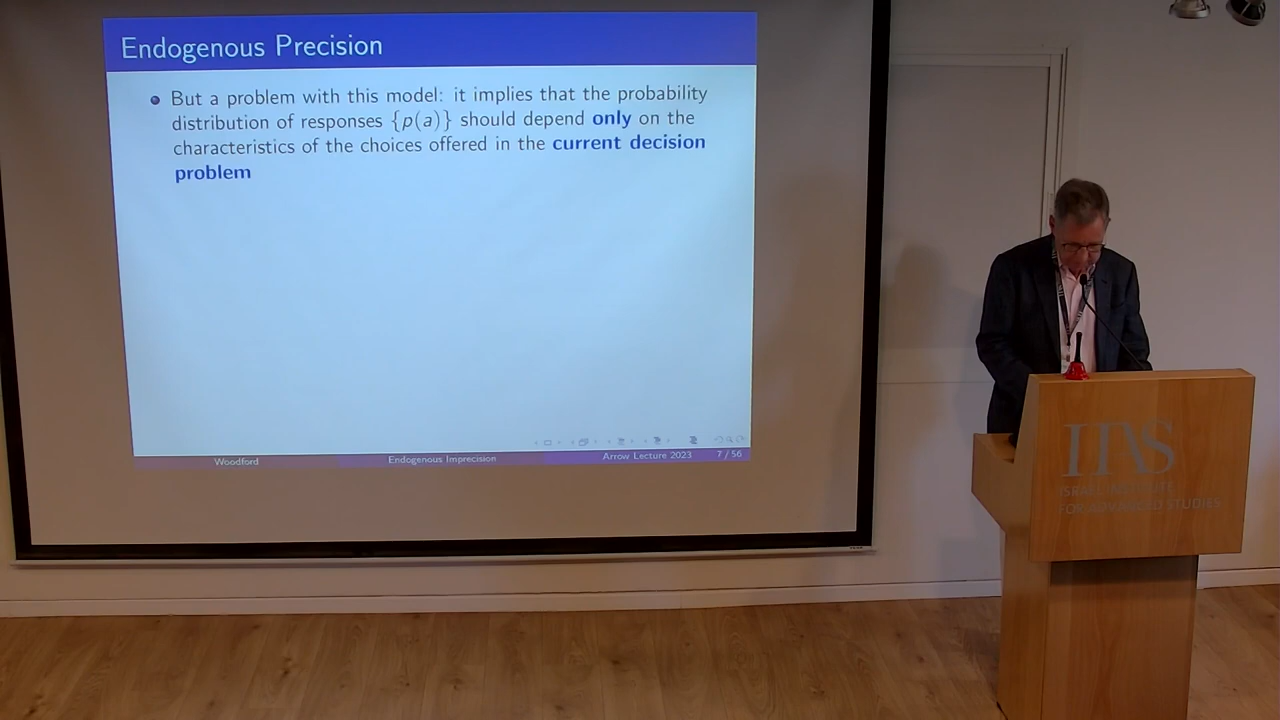 Endogenous Precision
But a problem with this model: it implies that the probability
distribution of responses {p(a)} should depend only on the
characteristics of the choices offered in the current decision
problem
Woodford
Endogenous Imprecision
Arrow Lecture 2023
7 / 56
IIAS
ISRAEL INSTITUTE
FOR ADVANCED STUDIES